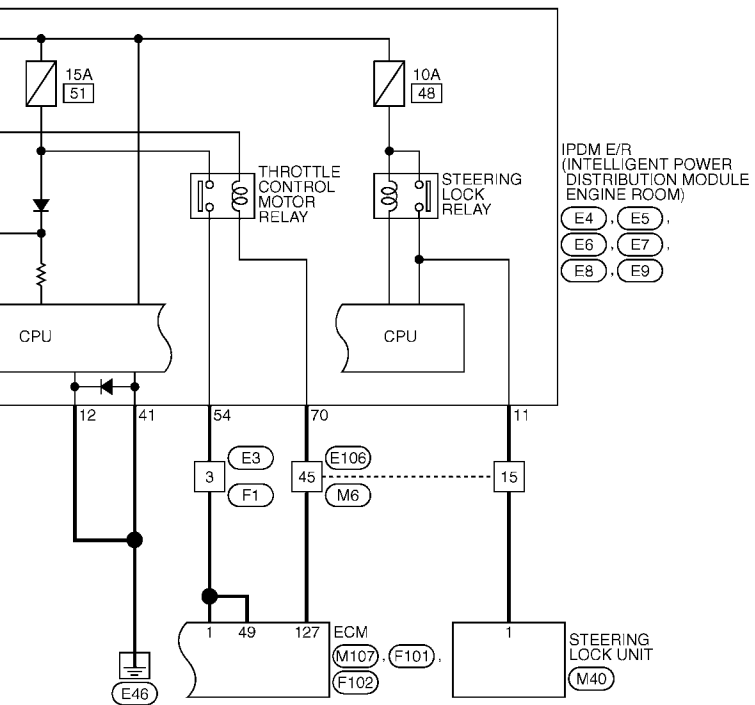 15A
51
10A
48
IPDM E/R
(INTELLIGENT POWER
DISTRIBUTION MODULE
ENGINE ROOM)
E4 , E5 ,
E6 , E7 ,
E8 , E9
THROTTLE
CONTROL
MOTOR
RELAY
STEERING
LOCK
RELAY
CPU
CPU
12
41
54
70
11
3
E3
F1
45
E106
M6
15
1
49
127
ECM
M107 , F101 ,
F102
1
STEERING
LOCK UNIT
M40
E46